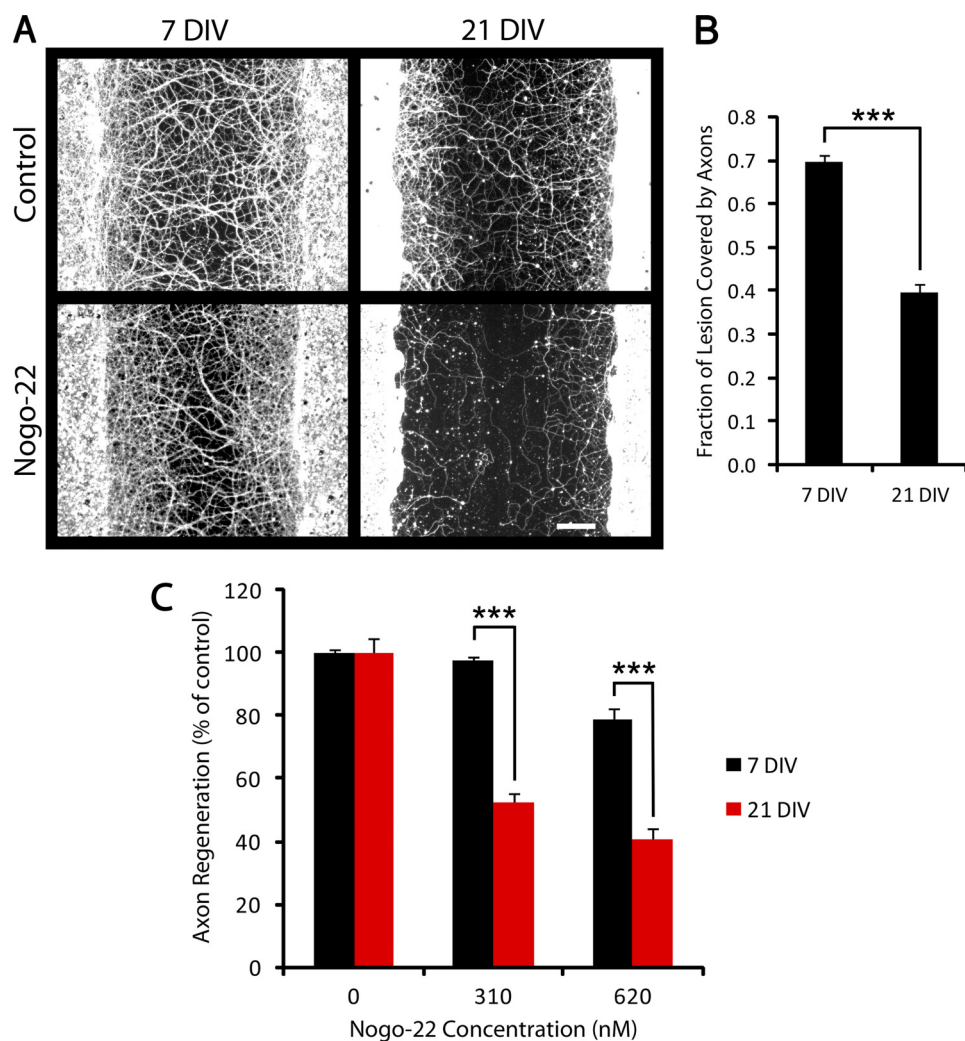 A
7 DIV
21 DIV
Control
Nogo-22
B
Fraction of Lesion Covered by Axons
0.8
0.7
0.6
0.5
0.4
0.3
0.2
0.1
0.0
***
7 DIV
21 DIV
C
Axon Regeneration (% of control)
120
100
80
60
40
20
0
***
***
0
310
620
Nogo-22 Concentration (nM)
7 DIV
21 DIV